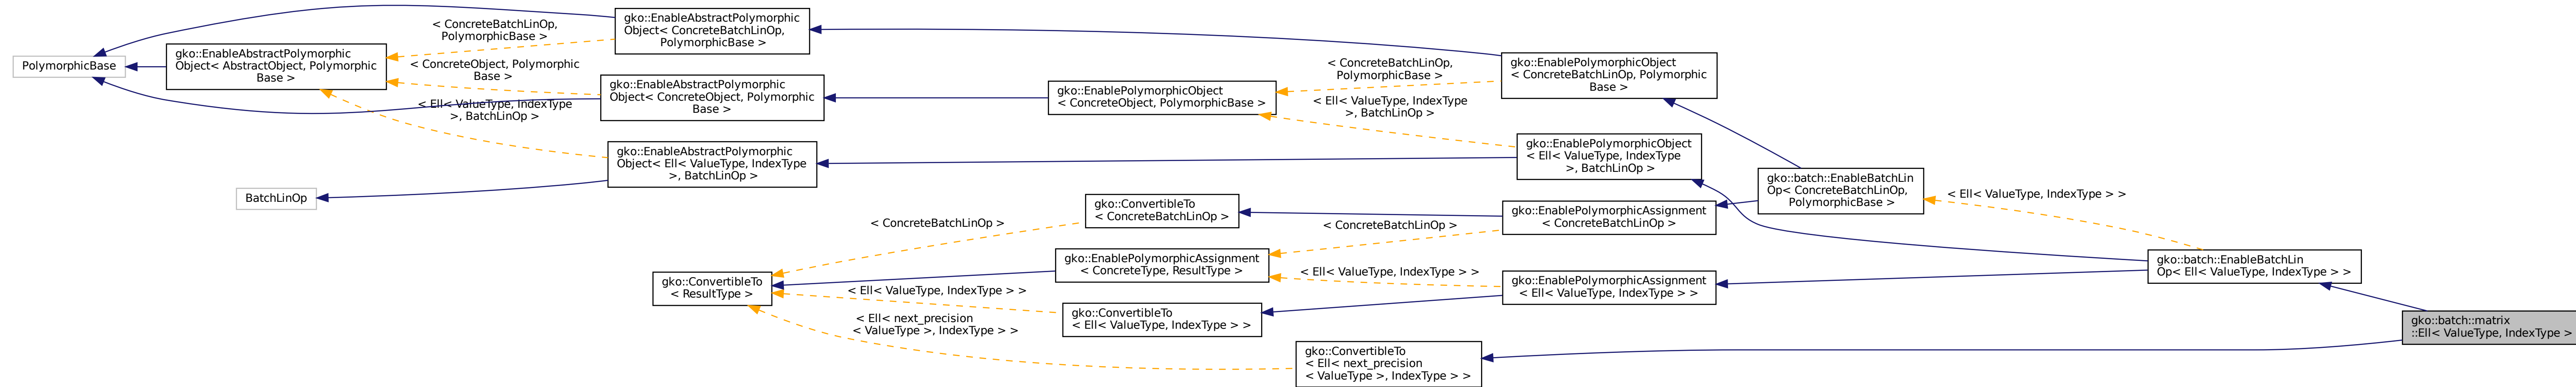 PolymorphicBase
gko::EnableAbstractPolymorphic
Object< AbstractObject, Polymorphic
Base >
BatchLinOp
< ConcreteBatchLinOp,
PolymorphicBase >
< ConcreteObject, Polymorphic
Base >
< Ell< ValueType, IndexType
>, BatchLinOp >
gko::EnableAbstractPolymorphic
Object< ConcreteBatchLinOp,
PolymorphicBase >
gko::EnableAbstractPolymorphic
Object< ConcreteObject, Polymorphic
Base >
gko::EnableAbstractPolymorphic
Object< Ell< ValueType, IndexType
>, BatchLinOp >
gko::ConvertibleTo
< ResultType >
< ConcreteBatchLinOp >
< Ell< ValueType, IndexType > >
< Ell< next_precision
< ValueType >, IndexType > >
gko::EnablePolymorphicObject
< ConcreteObject, PolymorphicBase >
gko::ConvertibleTo
< ConcreteBatchLinOp >
gko::EnablePolymorphicAssignment
< ConcreteType, ResultType >
gko::ConvertibleTo
< Ell< ValueType, IndexType > >
gko::ConvertibleTo
< Ell< next_precision
< ValueType >, IndexType > >
< ConcreteBatchLinOp,
PolymorphicBase >
< Ell< ValueType, IndexType
>, BatchLinOp >
< ConcreteBatchLinOp >
< Ell< ValueType, IndexType > >
gko::EnablePolymorphicObject
< ConcreteBatchLinOp, Polymorphic
Base >
gko::EnablePolymorphicObject
< Ell< ValueType, IndexType
>, BatchLinOp >
gko::EnablePolymorphicAssignment
< ConcreteBatchLinOp >
gko::EnablePolymorphicAssignment
< Ell< ValueType, IndexType > >
gko::batch::EnableBatchLin
Op< ConcreteBatchLinOp,
PolymorphicBase >
< Ell< ValueType, IndexType > >
gko::batch::EnableBatchLin
Op< Ell< ValueType, IndexType > >
gko::batch::matrix
::Ell< ValueType, IndexType >